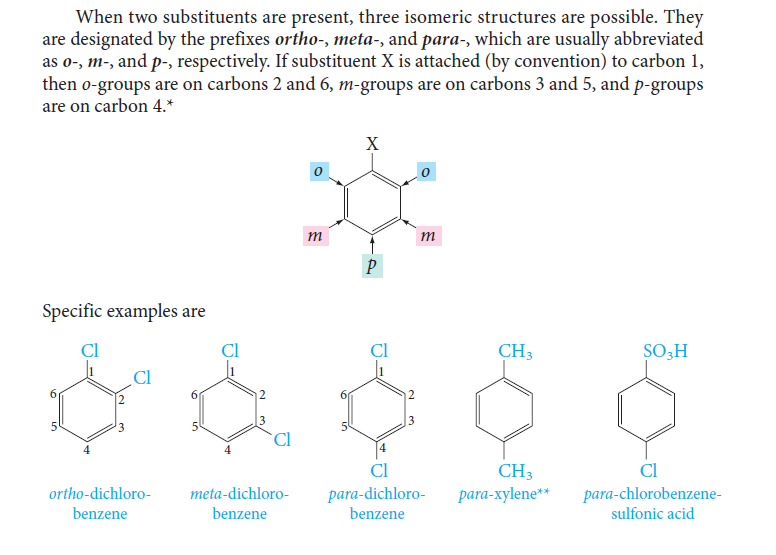 When two substituents are present, three isomeric structures are possible. They
are designated by the prefixes ortho-, meta-, and para-, which are usually abbreviated
as o-, m-, and p-, respectively. If substituent X is attached (by convention) to carbon 1,
then o-groups are on carbons 2 and 6, m-groups are on carbons 3 and 5, and p-groups
are on carbon 4.*
X
o o
m m
p
Specific examples are
Cl Cl Cl CH₃ SO₃H
1 Cl 1 1
6 2 6 2 6 2
5 3 5 3 5 3
4 4 Cl 4
Cl CH₃ Cl
ortho-dichloro- meta-dichloro- para-dichloro- para-xylene** para-chlorobenzene-
benzene benzene benzene sulfonic acid